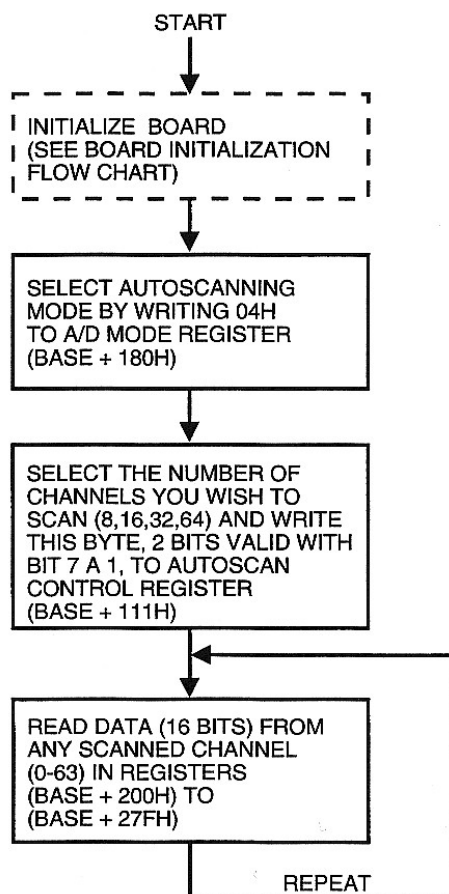 START
INITIALIZE BOARD
(SEE BOARD INITIALIZATION
FLOW CHART)
SELECT AUTOSCANNING
MODE BY WRITING 04H
TO A/D MODE REGISTER
(BASE + 180H)
SELECT THE NUMBER OF
CHANNELS YOU WISH TO
SCAN (8,16,32,64) AND WRITE
THIS BYTE, 2 BITS VALID WITH
BIT 7 A 1, TO AUTOSCAN
CONTROL REGISTER
(BASE + 111H)
READ DATA (16 BITS) FROM
ANY SCANNED CHANNEL
(0-63) IN REGISTERS
(BASE + 200H) TO
(BASE + 27FH)
REPEAT